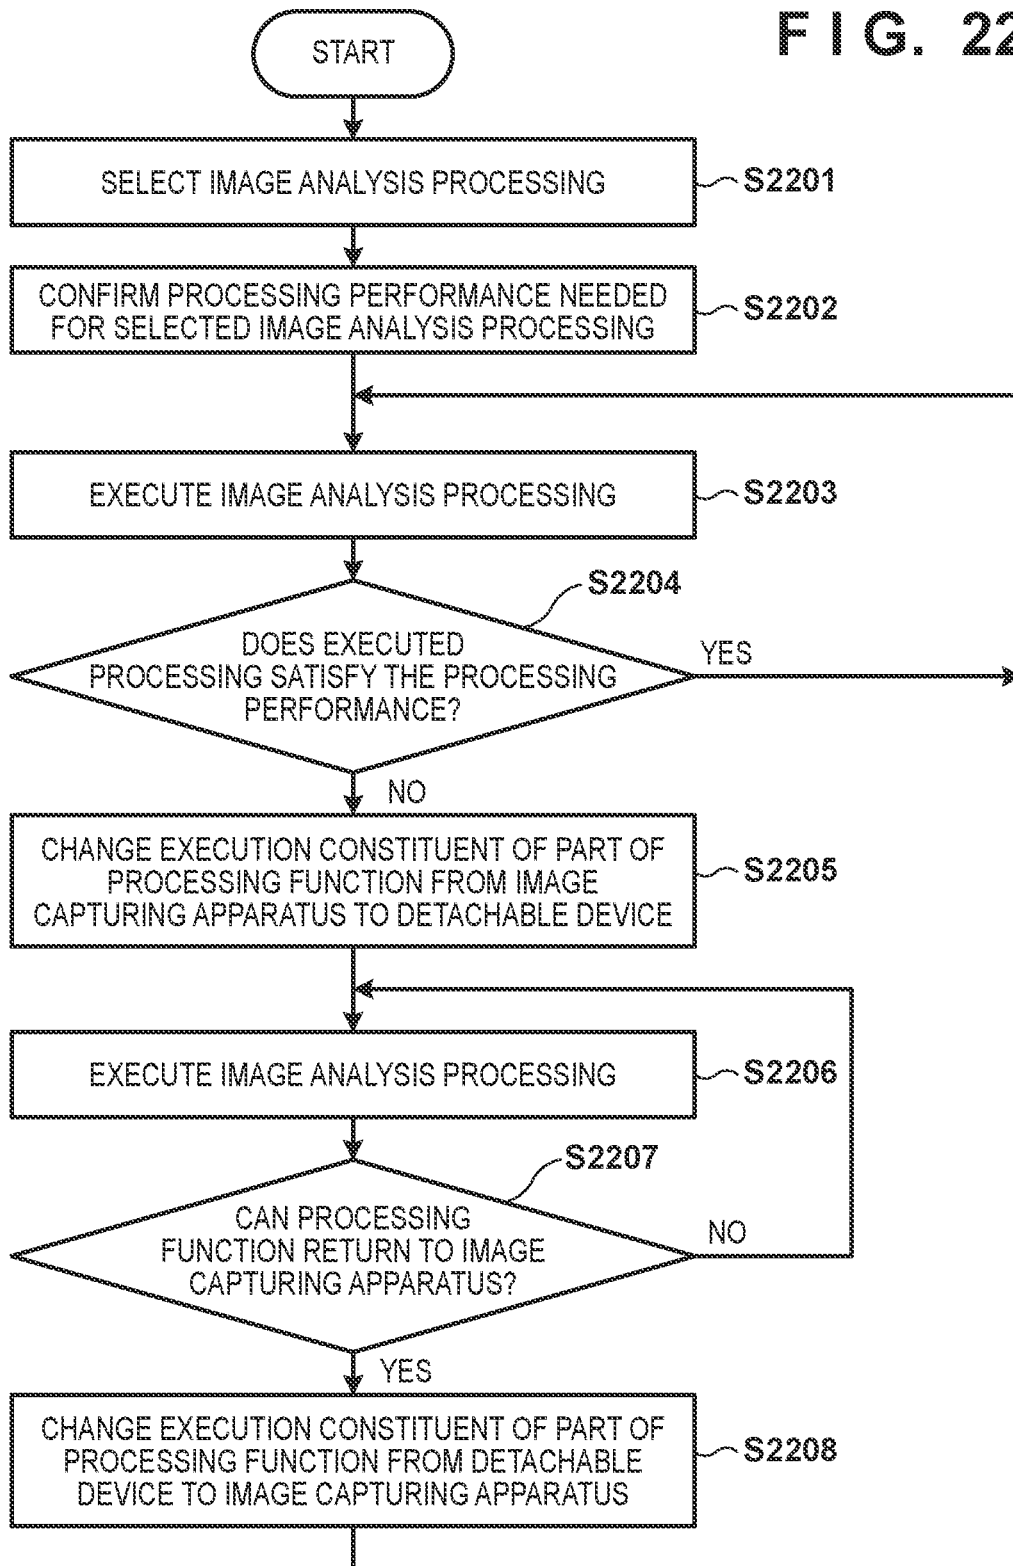 FIG. 22
START
SELECT IMAGE ANALYSIS PROCESSING
S2201
CONFIRM PROCESSING PERFORMANCE NEEDED
FOR SELECTED IMAGE ANALYSIS PROCESSING
S2202
EXECUTE IMAGE ANALYSIS PROCESSING
S2203
S2204
DOES EXECUTED
PROCESSING SATISFY THE PROCESSING
PERFORMANCE?
YES
NO
CHANGE EXECUTION CONSTITUENT OF PART OF
PROCESSING FUNCTION FROM IMAGE
CAPTURING APPARATUS TO DETACHABLE DEVICE
S2205
EXECUTE IMAGE ANALYSIS PROCESSING
S2206
S2207
CAN PROCESSING
FUNCTION RETURN TO IMAGE
CAPTURING APPARATUS?
NO
YES
CHANGE EXECUTION CONSTITUENT OF PART OF
PROCESSING FUNCTION FROM DETACHABLE
DEVICE TO IMAGE CAPTURING APPARATUS
S2208